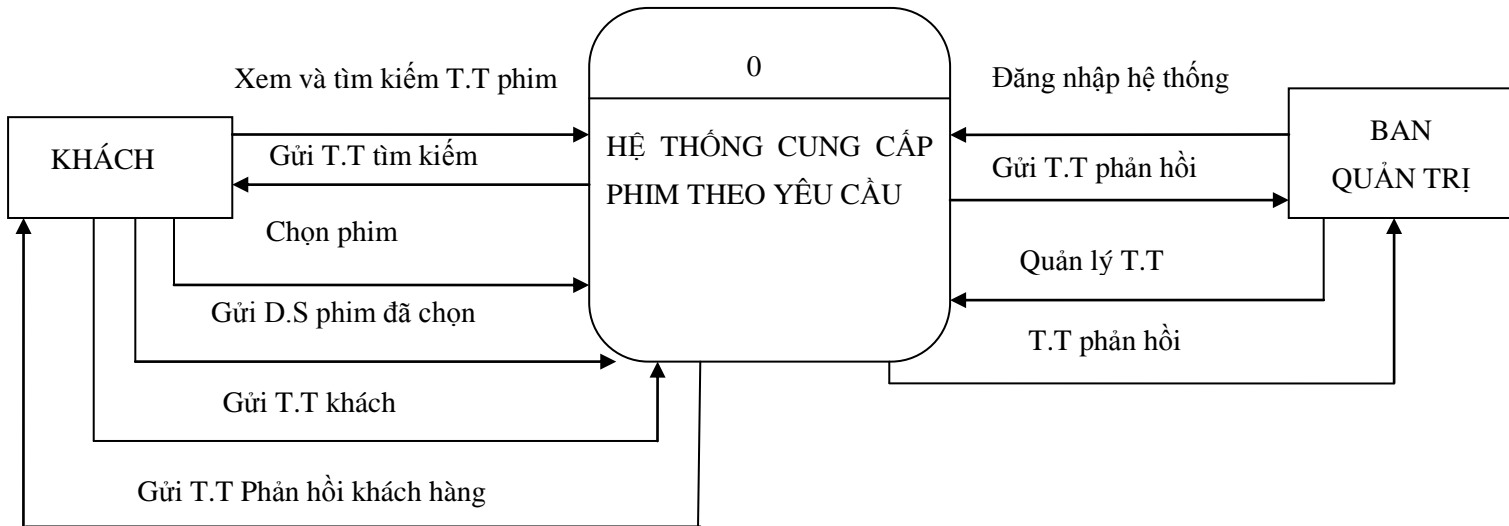 0
Xem và tìm kiếm T.T phim
Đăng nhập hệ thống
KHÁCH
HỆ THỐNG CUNG CẤP
PHIM THEO YÊU CẦU
BAN
QUẢN TRỊ
Gửi T.T tìm kiếm
Gửi T.T phản hồi
Chọn phim
Quản lý T.T
Gửi D.S phim đã chọn
T.T phản hồi
Gửi T.T khách
Gửi T.T Phản hồi khách hàng